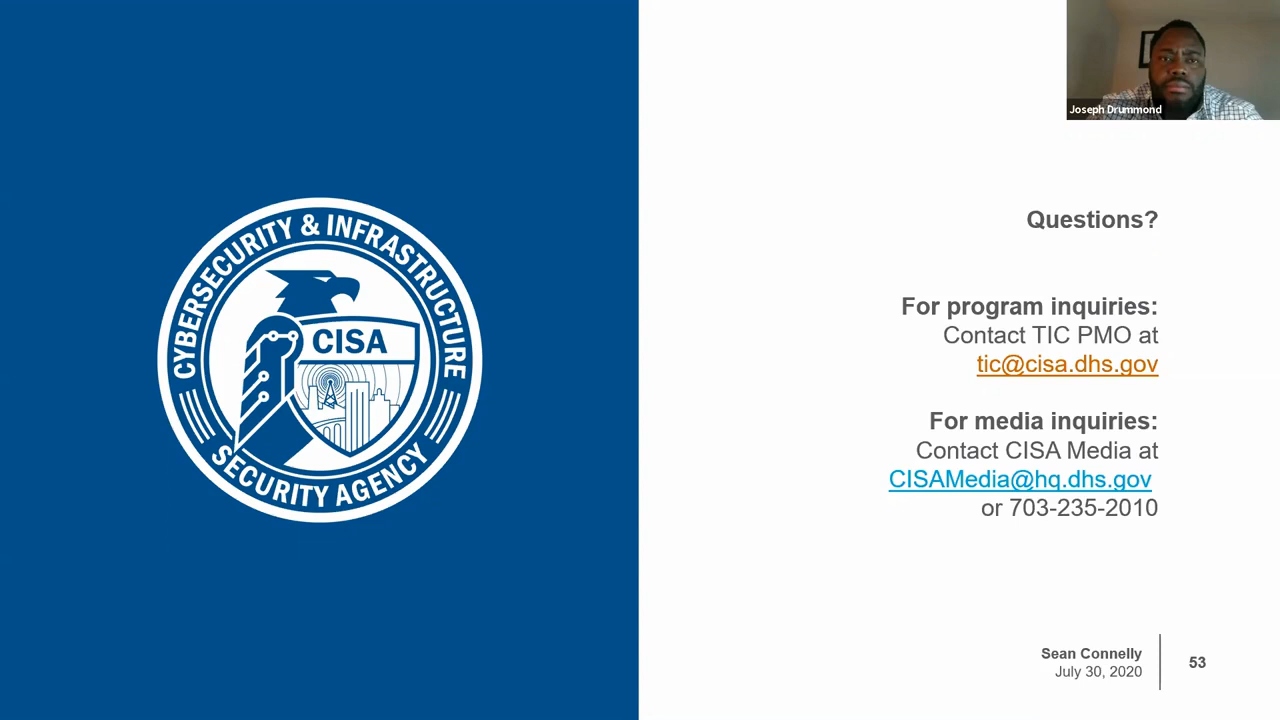 CYBERSECURITY & INFRASTRUCTURE
SECURITY AGENCY
CISA
Joseph Drummond
Questions?
For program inquiries:
Contact TIC PMO at
tic@cisa.dhs.gov
For media inquiries:
Contact CISA Media at
CISAMedia@hq.dhs.gov
or 703-235-2010
Sean Connelly
July 30, 2020
53